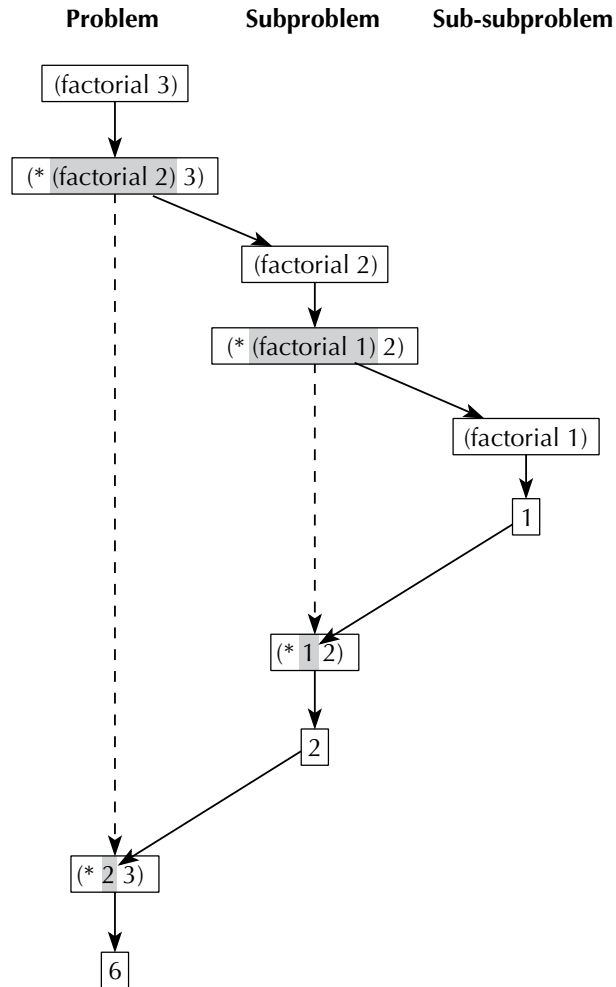 Problem Subproblem Sub-subproblem
(factorial 3)
(* (factorial 2) 3)
(factorial 2)
(* (factorial 1) 2)
(factorial 1)
1
(* 1 2)
2
(* 2 3)
6